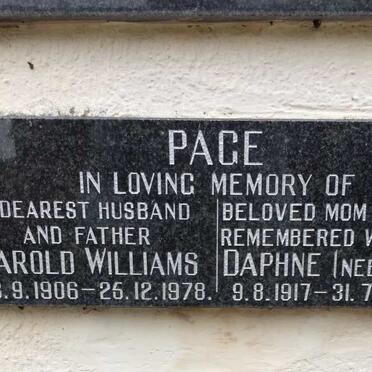 PAGE
IN LOVING MEMORY OF
DEAREST HUSBAND
AND FATHER
AROLD WILLIAMS
.9.1906–25.12.1978.
BELOVED MOM
REMEMBERED W
DAPHNE (NEE
9.8.1917–31.7